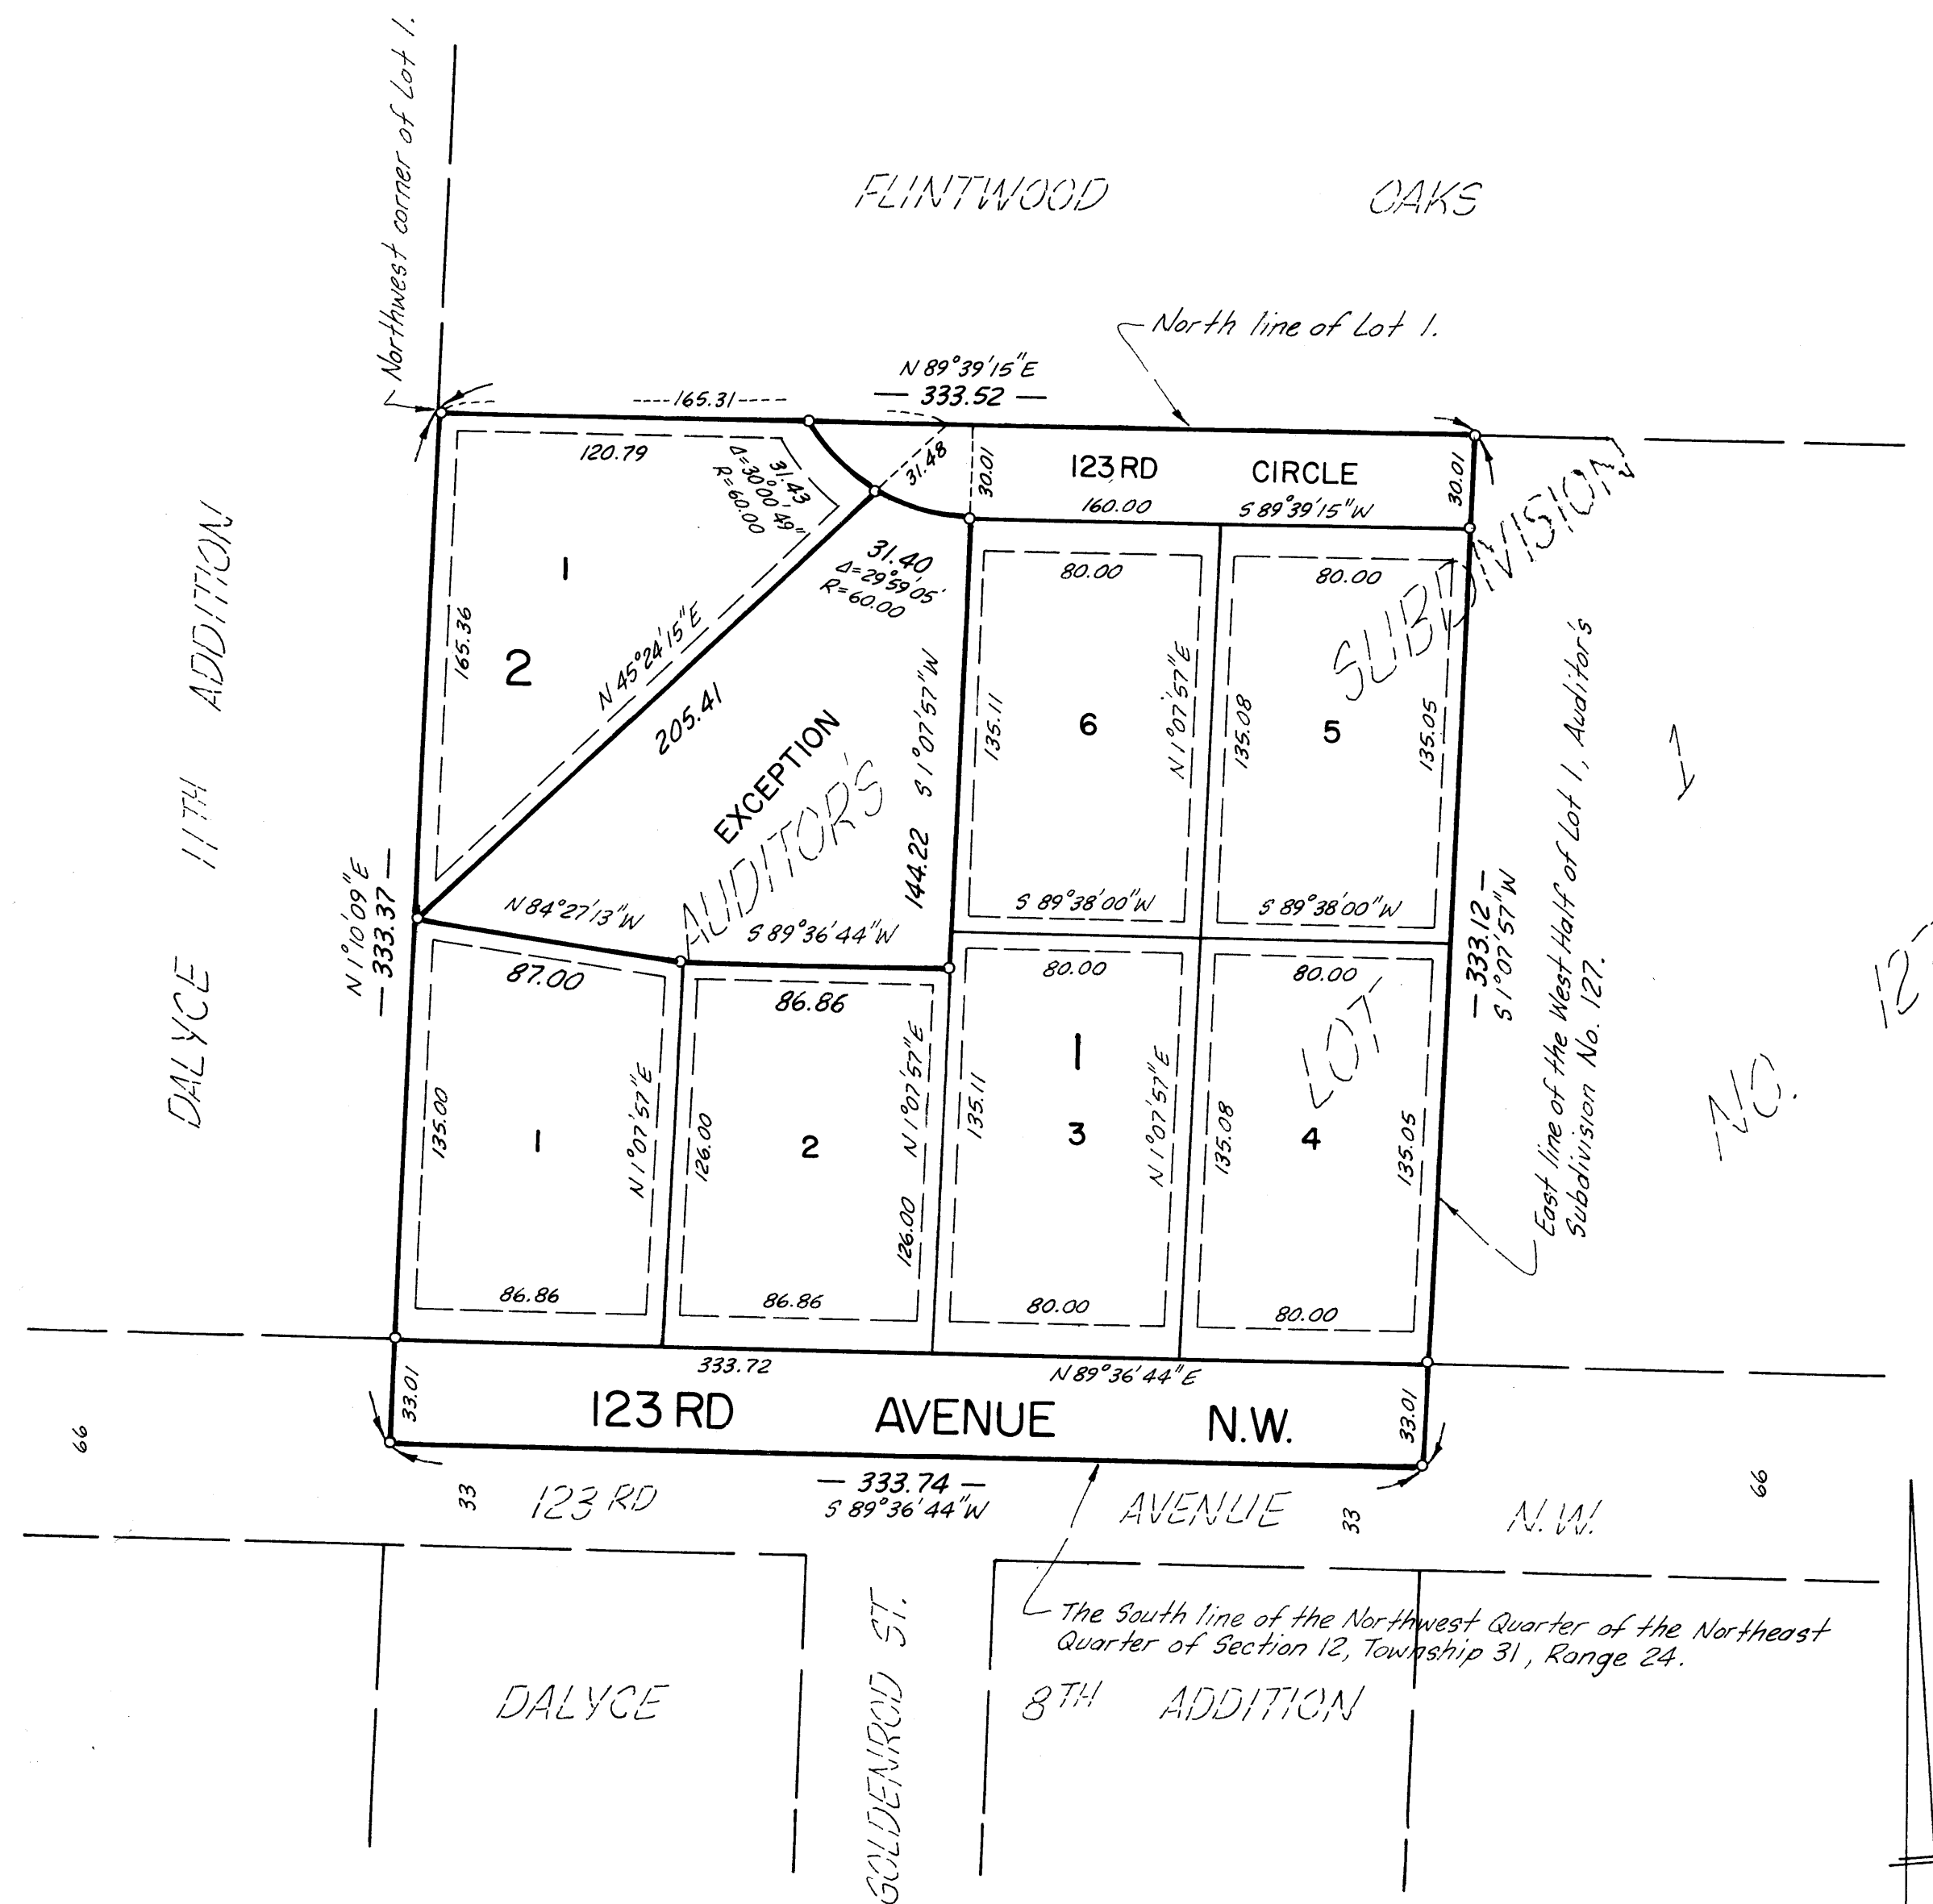 Northwest corner of Lot 1.
FLINTWOOD OAKS
North line of Lot 1.
N 89°39'15"E
333.52
165.31
120.79
31.43
Δ=30°00'49"
R=60.00
31.48
30.01
123 RD CIRCLE
30.01
160.00 S 89°39'15"W
31.40
Δ=29°59'05"
R=60.00
80.00
80.00
SUBDIVISION
DALYCE 11TH ADDITION
1
165.36
2
N 45°24'15"E
205.41
EXCEPTION
AUDITOR'S
144.22 S 1°07'57"W
135.11
6
N 1°07'57"E
135.08
5
135.05
East line of the West Half of Lot 1, Auditor's
Subdivision No. 127.
1
NO. 12
N 1°10'09"E
333.37
N 84°27'13"W
S 89°36'44"W
S 89°38'00"W
S 89°38'00"W
333.12
S 1°07'57"W
87.00
86.86
80.00
80.00
LOT
135.00
1
N 1°07'57"E
126.00
2
126.00 N 1°07'57"E
135.11
1
3
N 1°07'57"E
135.08
4
135.05
86.86
86.86
80.00
80.00
333.72
N 89°36'44"E
33.01
123 RD AVENUE N.W.
33.01
66
33
123 RD
333.74
S 89°36'44"W
AVENUE
33
N.W.
66
GOLDENROD ST.
The South line of the Northwest Quarter of the Northeast
Quarter of Section 12, Township 31, Range 24.
DALYCE 8TH ADDITION